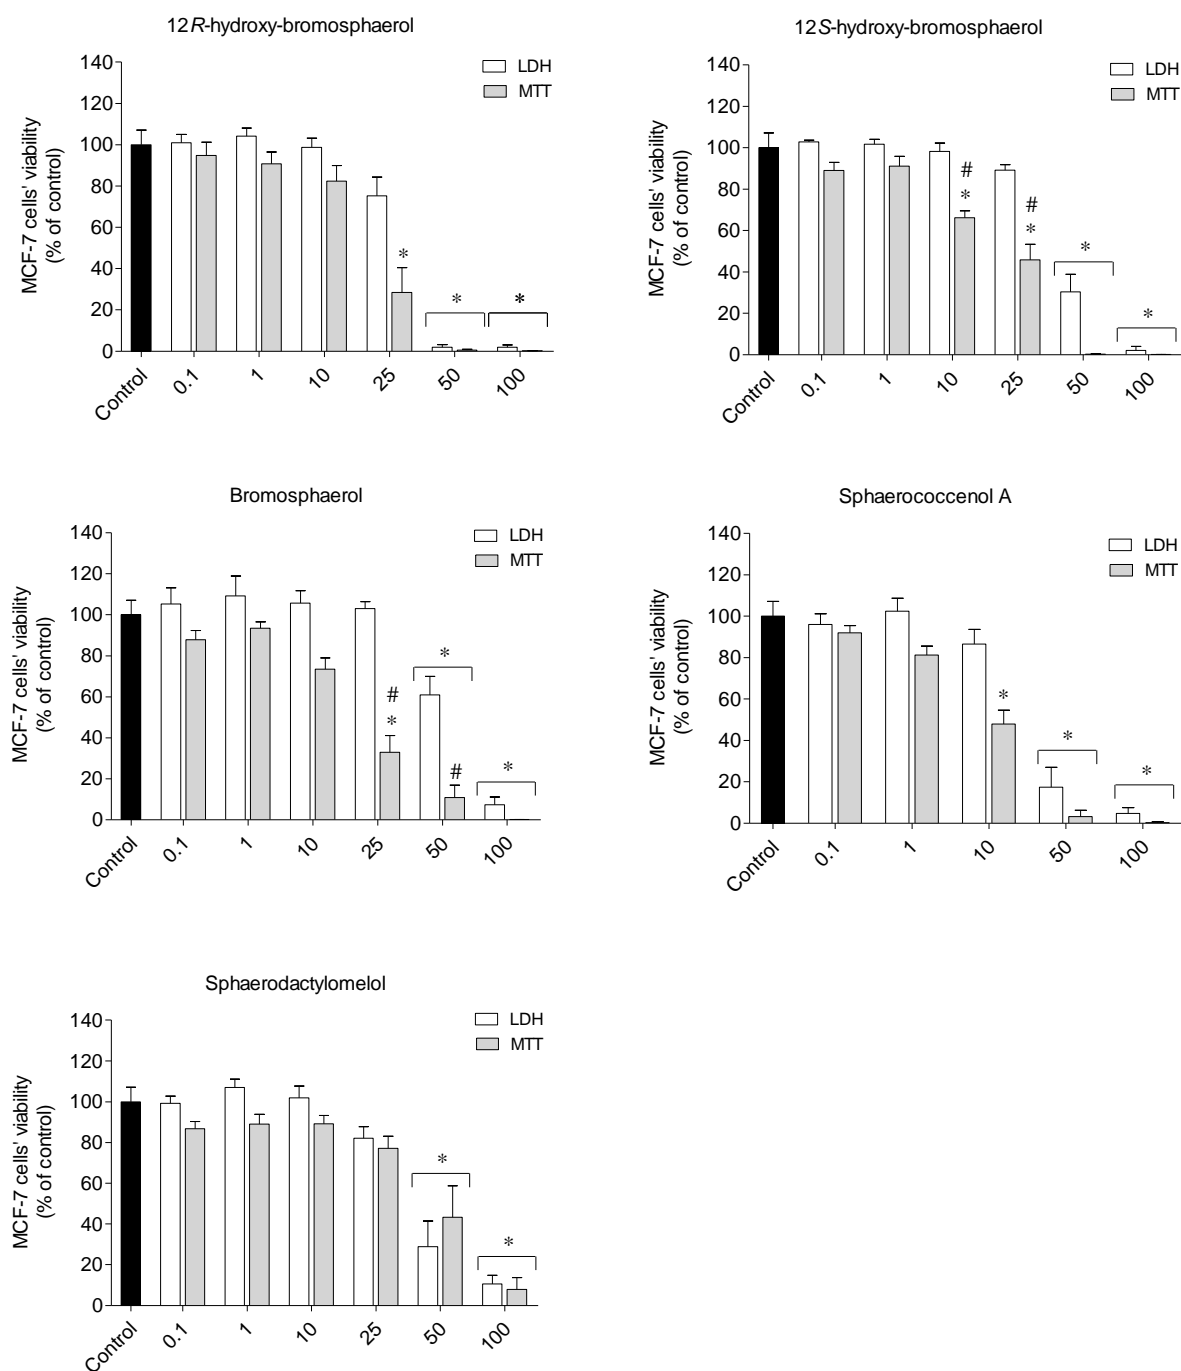 12R-hydroxy-bromosphaerol
140
120
100
80
60
40
20
0
MCF-7 cells' viability
(% of control)
LDH
MTT
*
*
*
Control
0.1
1
10
25
50
100
12S-hydroxy-bromosphaerol
140
120
100
80
60
40
20
0
MCF-7 cells' viability
(% of control)
LDH
MTT
#
*
#
*
*
*
Control
0.1
1
10
25
50
100
Bromosphaerol
140
120
100
80
60
40
20
0
MCF-7 cells' viability
(% of control)
LDH
MTT
#
*
*
#
*
Control
0.1
1
10
25
50
100
Sphaerococcenol A
140
120
100
80
60
40
20
0
MCF-7 cells' viability
(% of control)
LDH
MTT
*
*
*
Control
0.1
1
10
50
100
Sphaerodactylomelol
140
120
100
80
60
40
20
0
MCF-7 cells' viability
(% of control)
LDH
MTT
*
*
Control
0.1
1
10
25
50
100